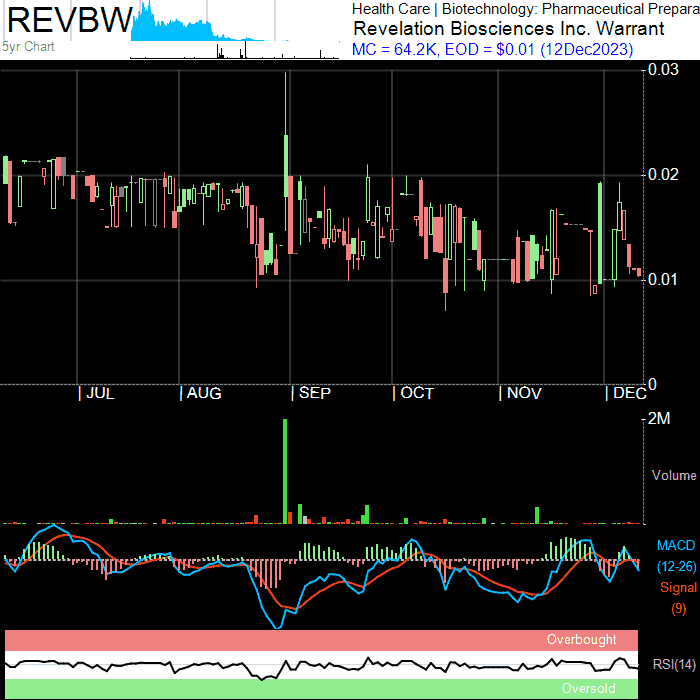 REVBW
5yr Chart
Health Care | Biotechnology: Pharmaceutical Prepara
Revelation Biosciences Inc. Warrant
MC = 64.2K, EOD = $0.01 (12Dec2023)
0.03
0.02
0.01
0
| JUL | AUG | SEP | OCT | NOV | DEC
2M
Volume
MACD
(12-26)
Signal
(9)
Overbought
RSI(14)
Oversold